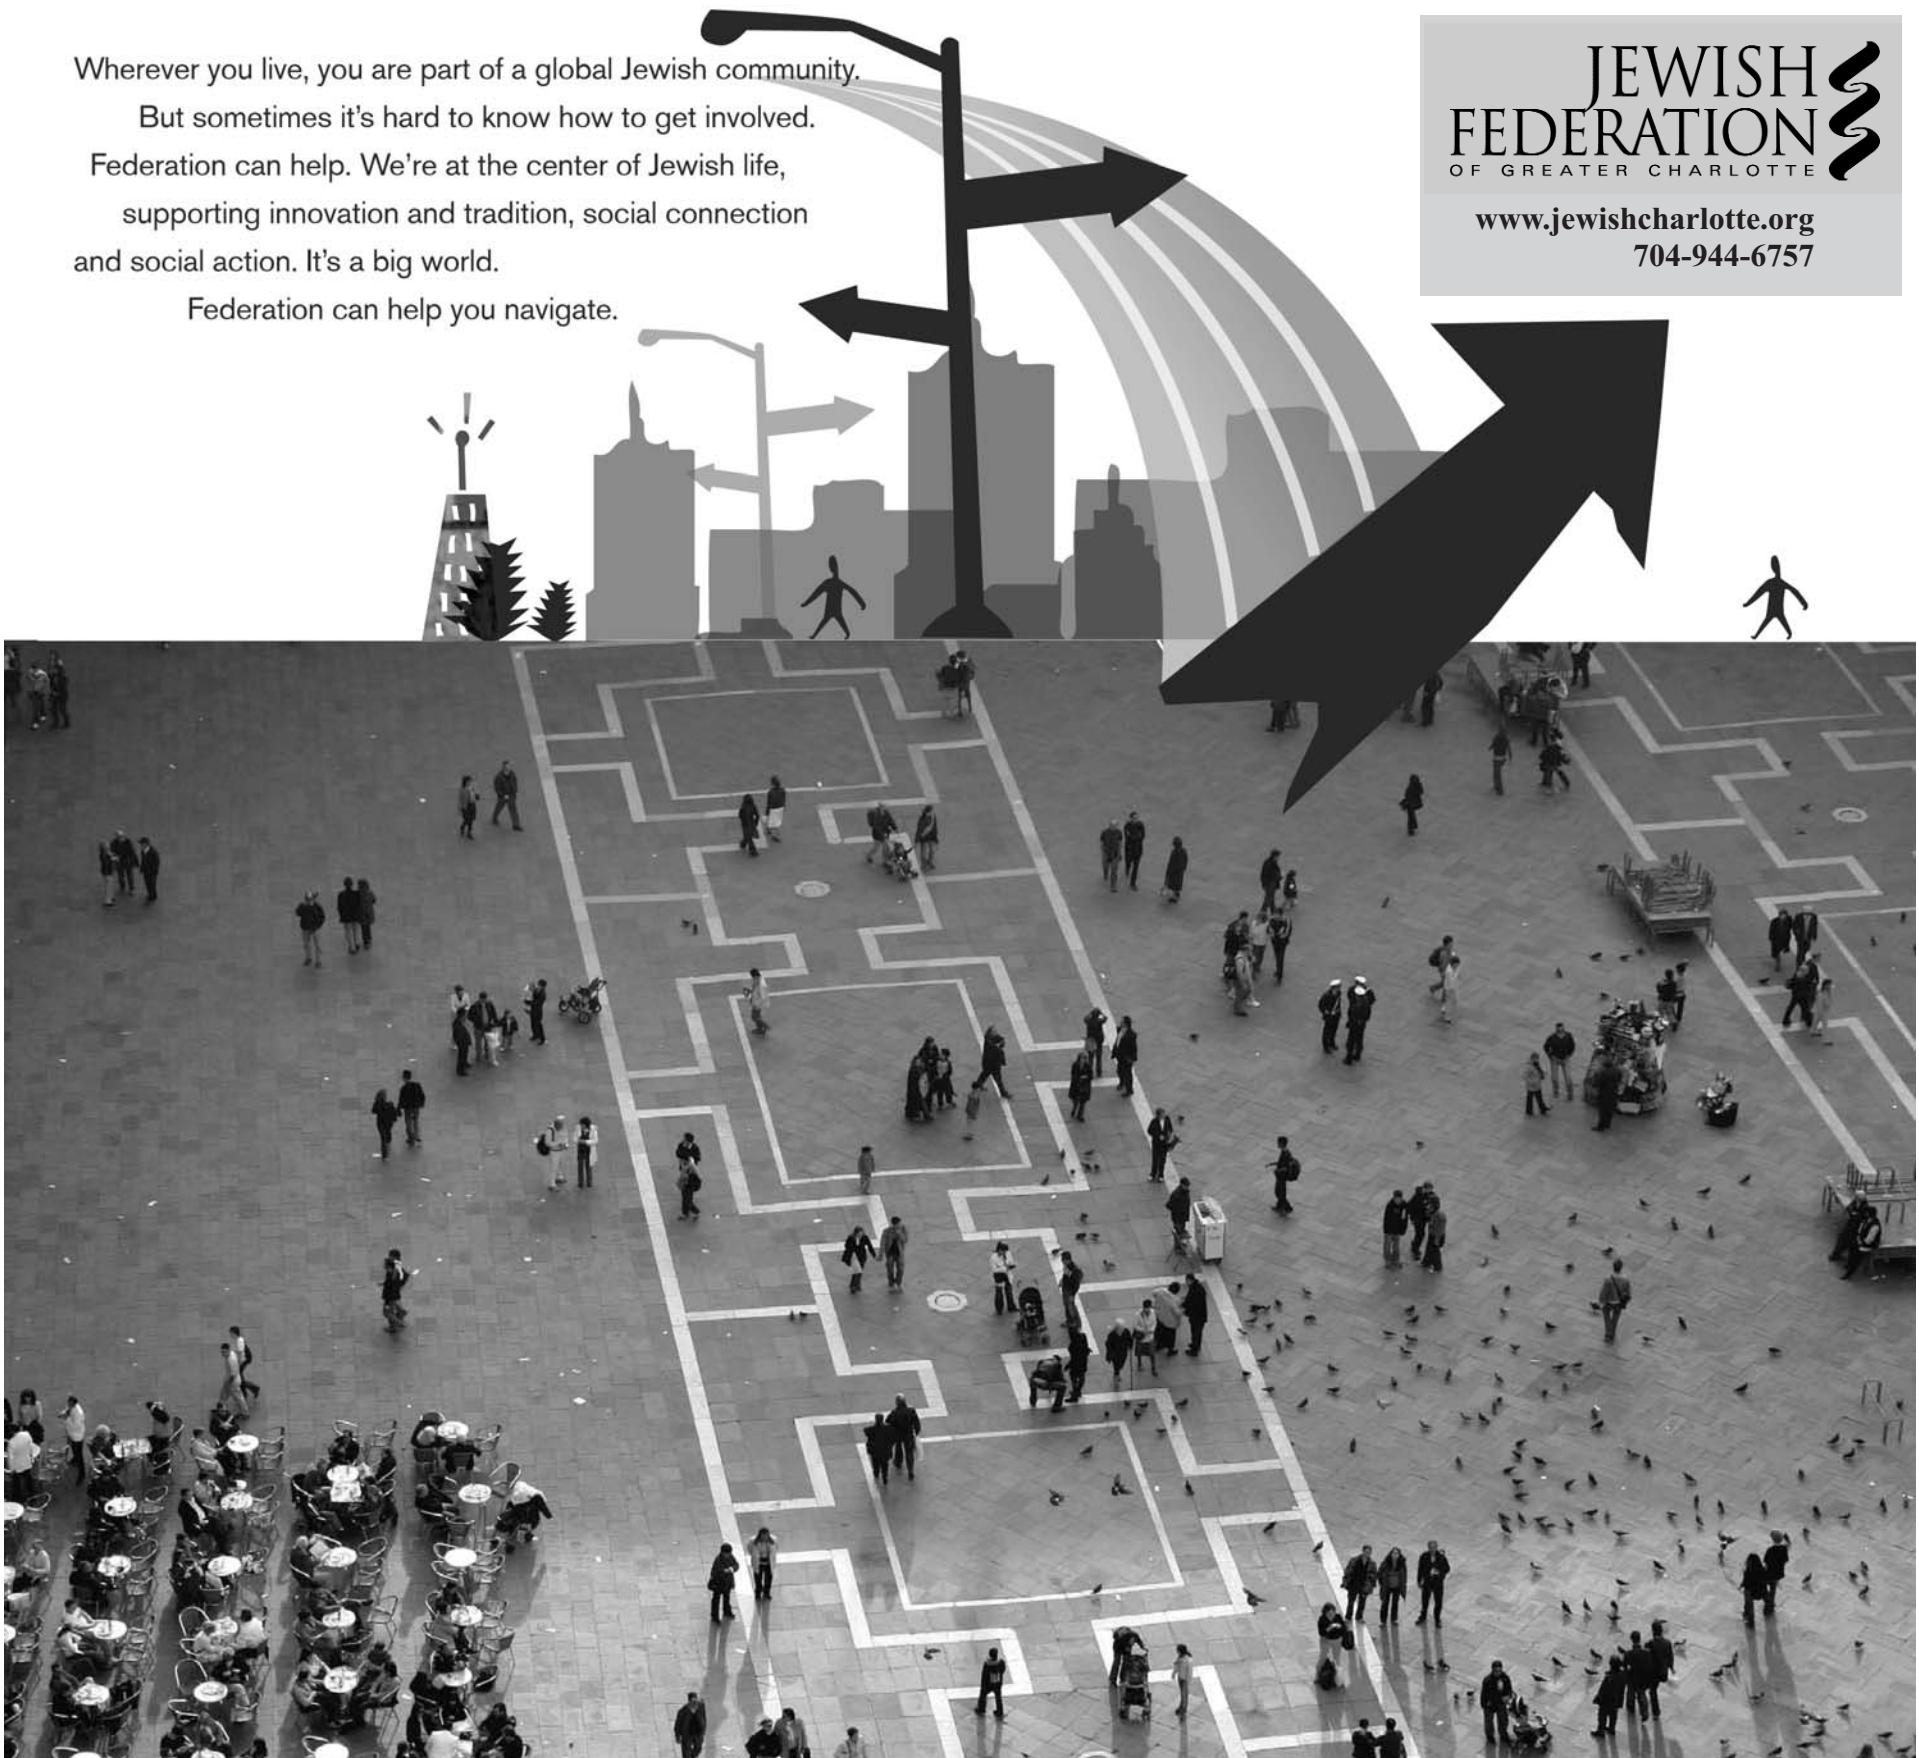 Wherever you live, you are part of a global Jewish community.
But sometimes it's hard to know how to get involved.
Federation can help. We're at the center of Jewish life,
supporting innovation and tradition, social connection
and social action. It's a big world.
Federation can help you navigate.
JEWISH
FEDERATION
OF GREATER CHARLOTTE
www.jewishcharlotte.org
704-944-6757